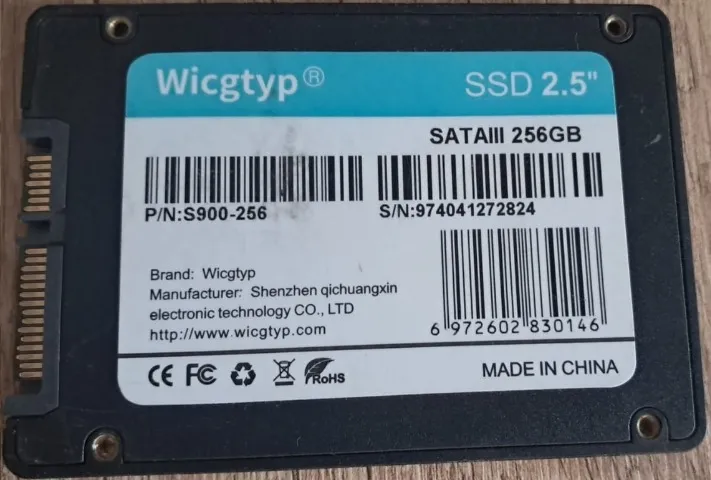 Wicgtyp® SSD 2.5"
SATAIII 256GB
P/N:S900-256
S/N:974041272824
Brand: Wicgtyp
Manufacturer: Shenzhen qichuangxin
electronic technology CO., LTD
http://www.wicgtyp.com
6 972602 830146
CE FC RoHS
MADE IN CHINA